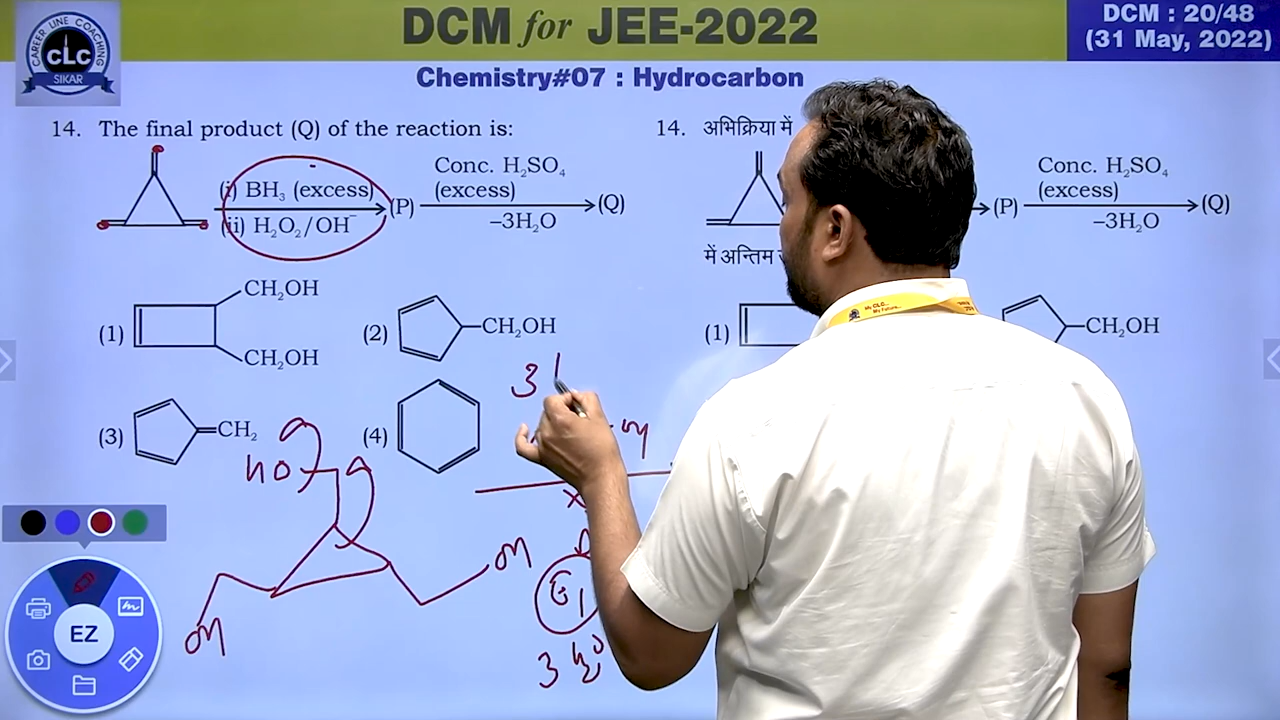 DCM for JEE-2022
DCM : 20/48
(31 May, 2022)
CAREER LINE COACHING
CLC
SIKAR
Chemistry#07 : Hydrocarbon
14. The final product (Q) of the reaction is:
(i) BH₃ (excess)
(ii) H₂O₂/OH⁻
(P)
Conc. H₂SO₄
(excess)
–3H₂O
(Q)
(1)
CH₂OH
CH₂OH
(2)
CH₂OH
(3)
CH₂
(4)
14. अभिक्रिया में
(P)
Conc. H₂SO₄
(excess)
–3H₂O
(Q)
में अन्तिम
(1)
CH₂OH
3
HO
OH
OH
OH
3 H₂O
EZ